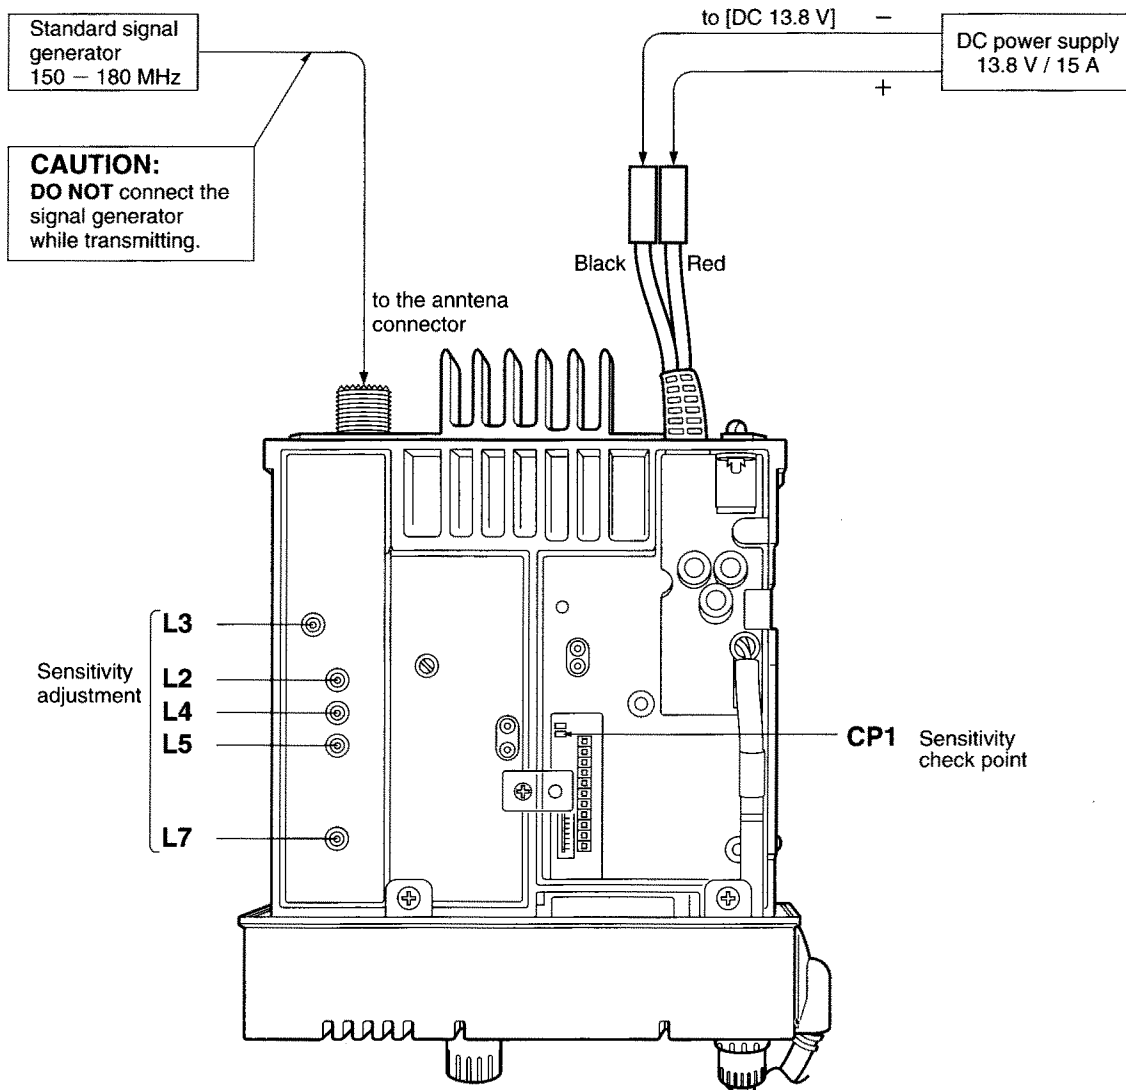 Standard signal
generator
150 – 180 MHz
CAUTION:
DO NOT connect the
signal generator
while transmitting.
to [DC 13.8 V]
–
+
DC power supply
13.8 V / 15 A
Black
Red
to the anntena
connector
Sensitivity
adjustment
L3
L2
L4
L5
L7
CP1
Sensitivity
check point